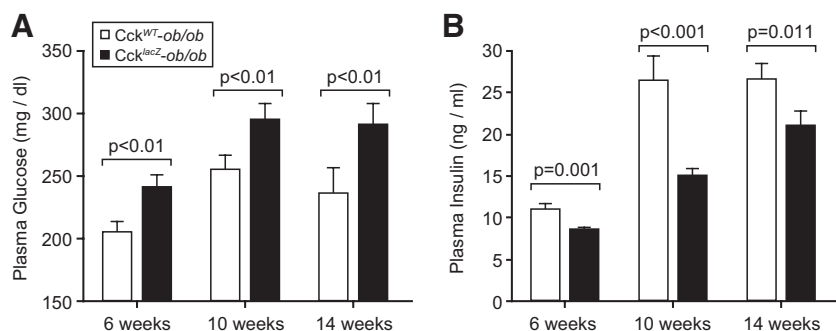 A
Cck^WT-ob/ob
Cck^lacZ-ob/ob
Plasma Glucose (mg / dl)
350
300
250
200
150
p<0.01
p<0.01
p<0.01
6 weeks
10 weeks
14 weeks
B
Plasma Insulin (ng / ml)
30
25
20
15
10
5
0
p=0.001
p<0.001
p=0.011
6 weeks
10 weeks
14 weeks